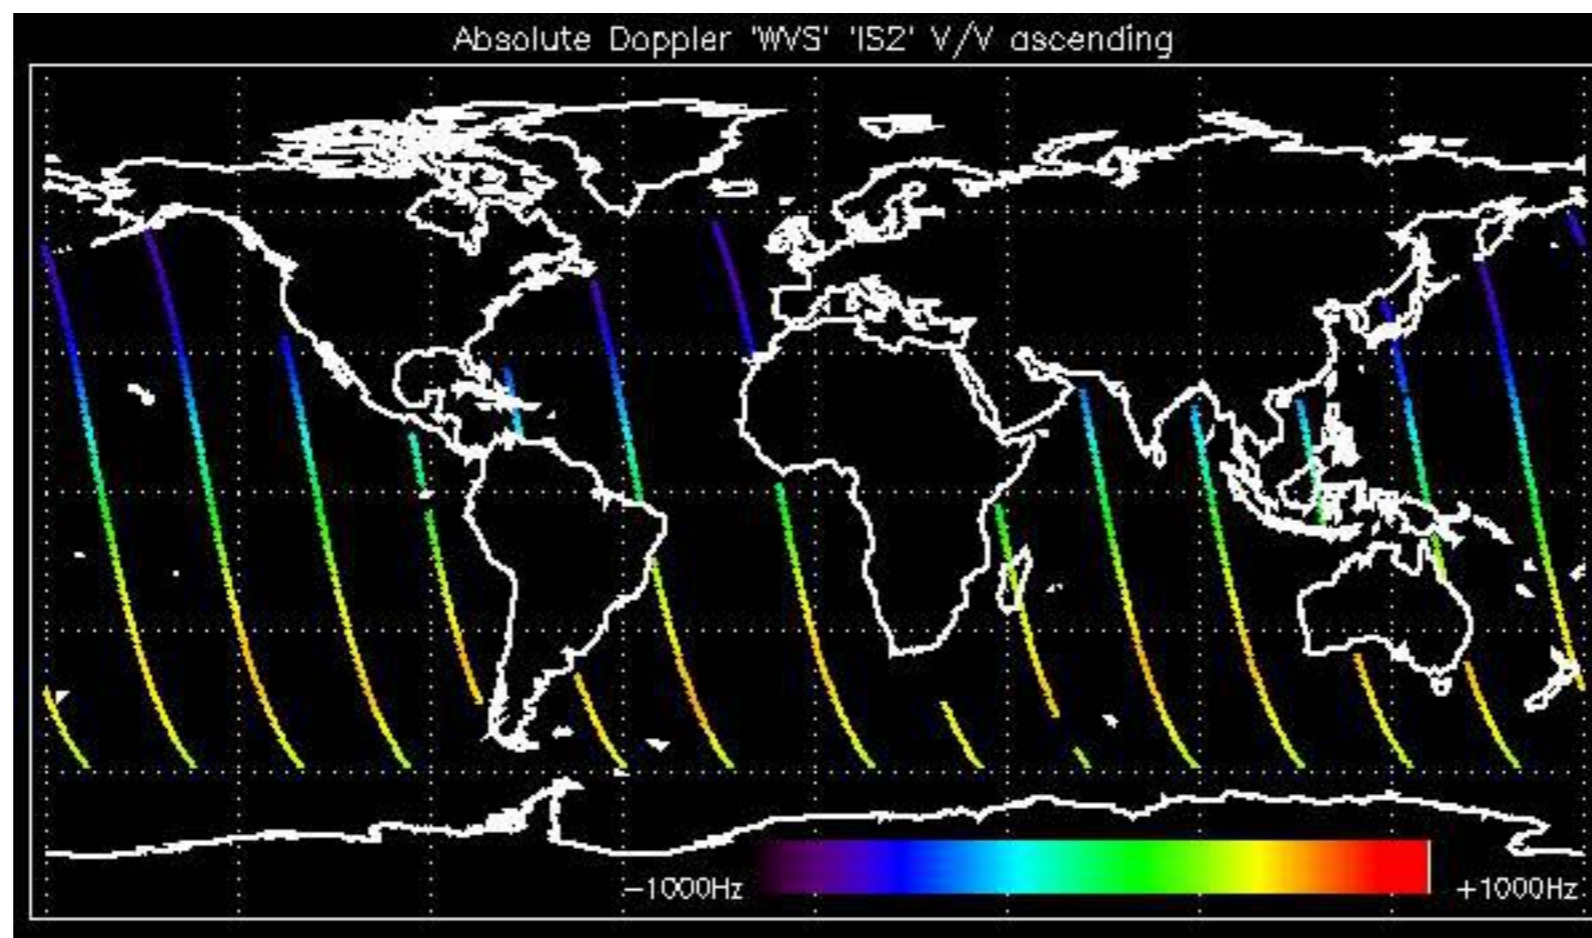 Absolute Doppler 'WVS' 'IS2' V/V ascending
-1000Hz +1000Hz